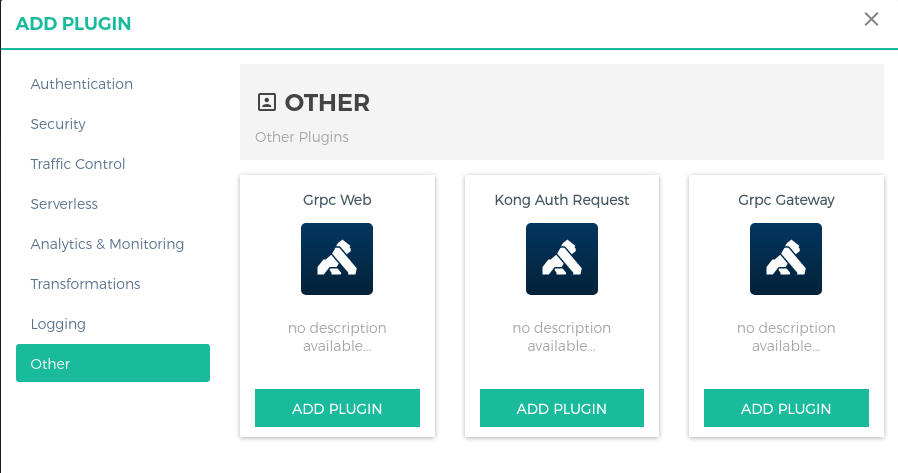 ADD PLUGIN
Authentication
Security
Traffic Control
Serverless
Analytics & Monitoring
Transformations
Logging
Other
OTHER
Other Plugins
Grpc Web
no description
available...
ADD PLUGIN
Kong Auth Request
no description
available...
ADD PLUGIN
Grpc Gateway
no description
available...
ADD PLUGIN